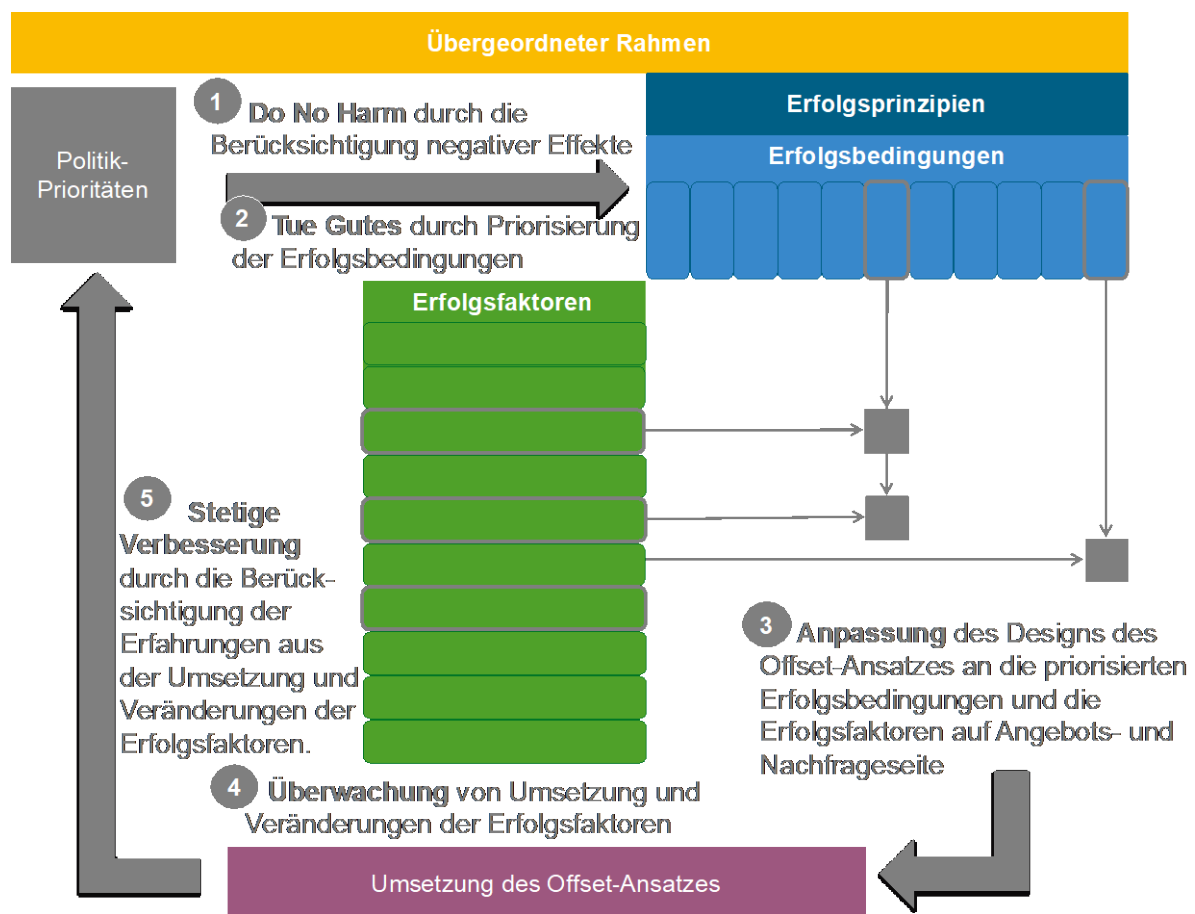 Übergeordneter Rahmen
Politik-
Prioritäten
1 Do No Harm durch die
Berücksichtigung negativer Effekte
2 Tue Gutes durch Priorisierung
der Erfolgsbedingungen
Erfolgsprinzipien
Erfolgsbedingungen
Erfolgsfaktoren
3 Anpassung des Designs des
Offset-Ansatzes an die priorisierten
Erfolgsbedingungen und die
Erfolgsfaktoren auf Angebots- und
Nachfrageseite
4 Überwachung von Umsetzung und
Veränderungen der Erfolgsfaktoren
5 Stetige
Verbesserung
durch die Berück-
sichtigung der
Erfahrungen aus
der Umsetzung und
Veränderungen der
Erfolgsfaktoren.
Umsetzung des Offset-Ansatzes